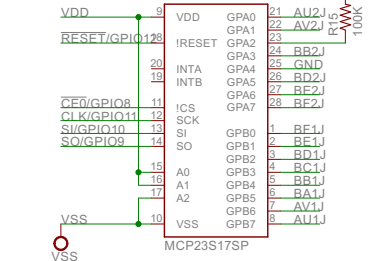 VDD 9 VDD GPA0 21 AU2J
GPA1 22 AV2J
RESET/GPIO12 18 !RESET GPA2 23
GPA3 24 BB2J
20 INTA GPA4 25 GND
19 INTB GPA5 26 BD2J
GPA6 27 BE2J
CE0/GPIO8 11 !CS GPA7 28 BF2J
CLK/GPIO11 12 SCK
SI/GPIO10 13 SI GPB0 1 BF1J
SO/GPIO9 14 SO GPB1 2 BE1J
GPB2 3 BD1J
15 A0 GPB3 4 BC1J
16 A1 GPB4 5 BB1J
17 A2 GPB5 6 BA1J
GPB6 7 AV1J
VSS 10 VSS GPB7 8 AU1J
MCP23S17SP
VSS
R15
100K